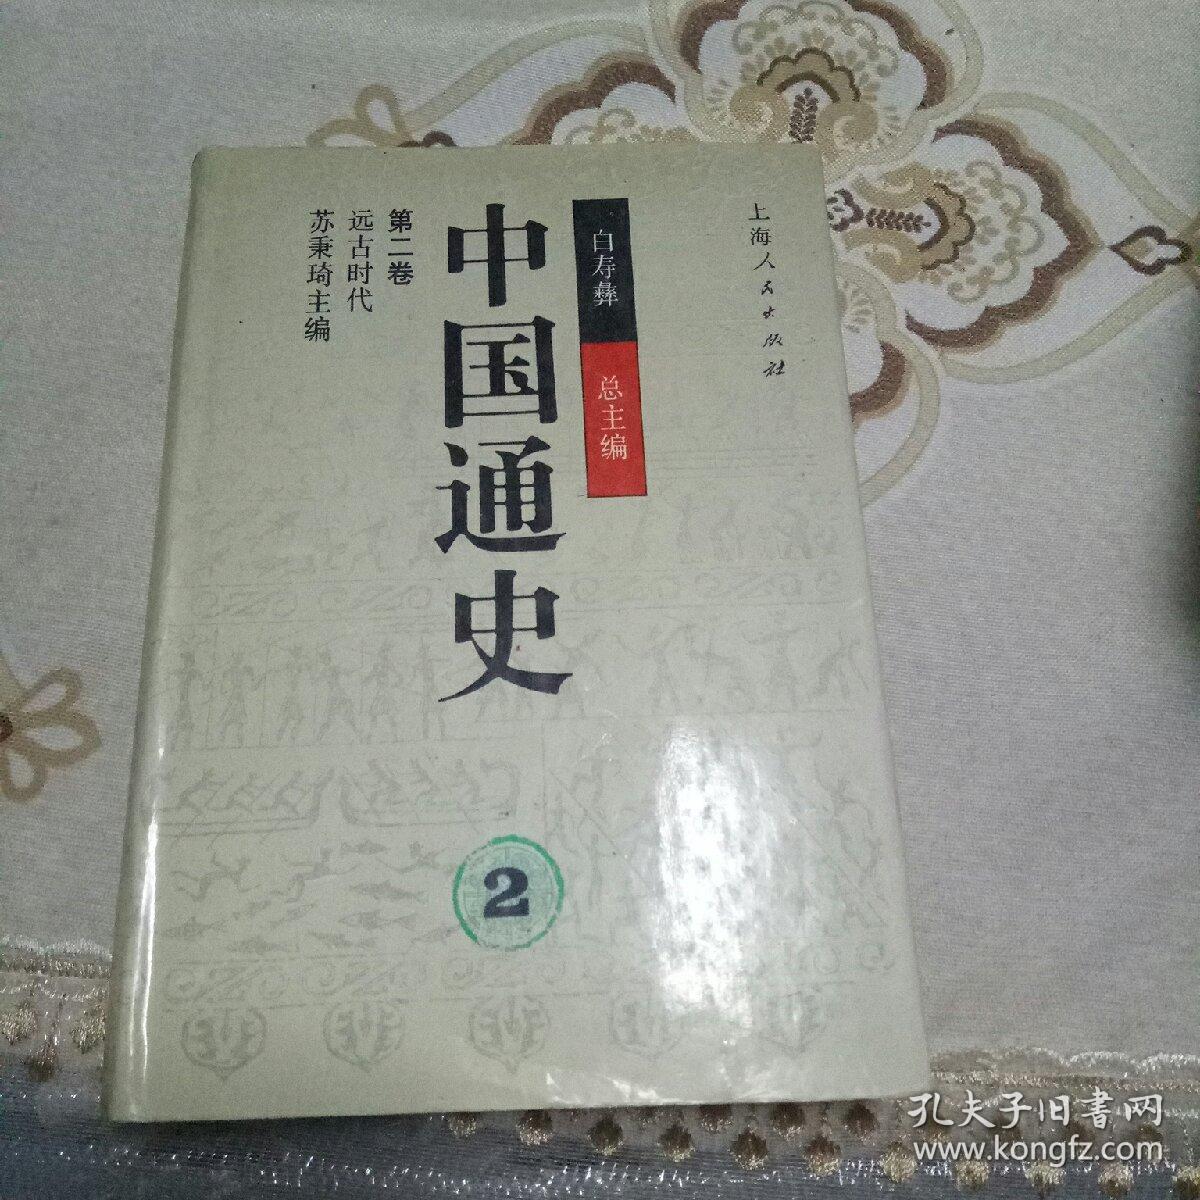 上海人民出版社
白寿彝 总主编
中国通史
第二卷
远古时代
苏秉琦主编
2
孔夫子旧書网
www.kongfz.com